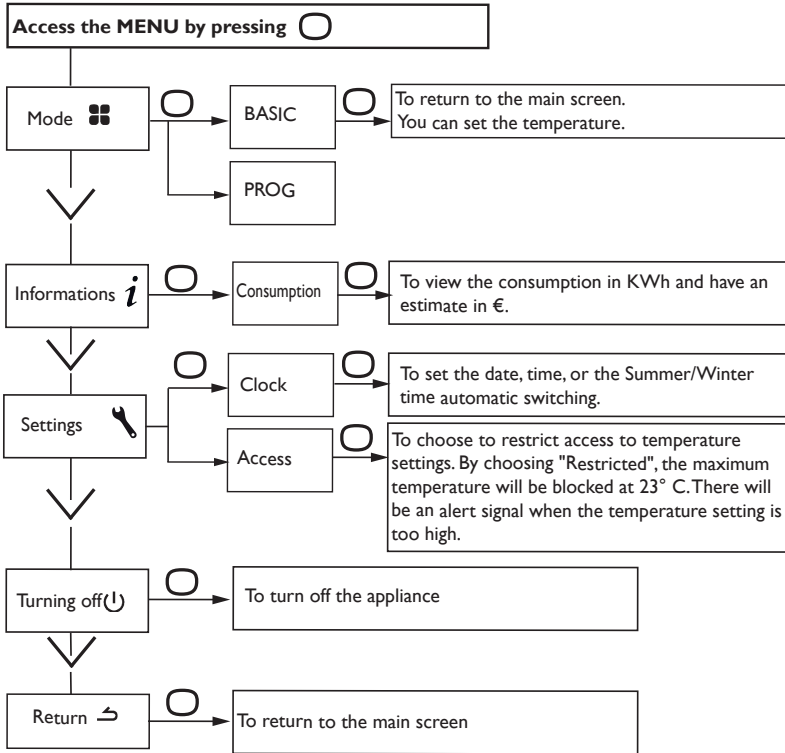 Access the MENU by pressing
Mode
BASIC
To return to the main screen.
You can set the temperature.
PROG
Informations i
Consumption
To view the consumption in KWh and have an
estimate in €.
Settings
Clock
To set the date, time, or the Summer/Winter
time automatic switching.
Access
To choose to restrict access to temperature
settings. By choosing "Restricted", the maximum
temperature will be blocked at 23° C. There will
be an alert signal when the temperature setting is
too high.
Turning off
To turn off the appliance
Return
To return to the main screen